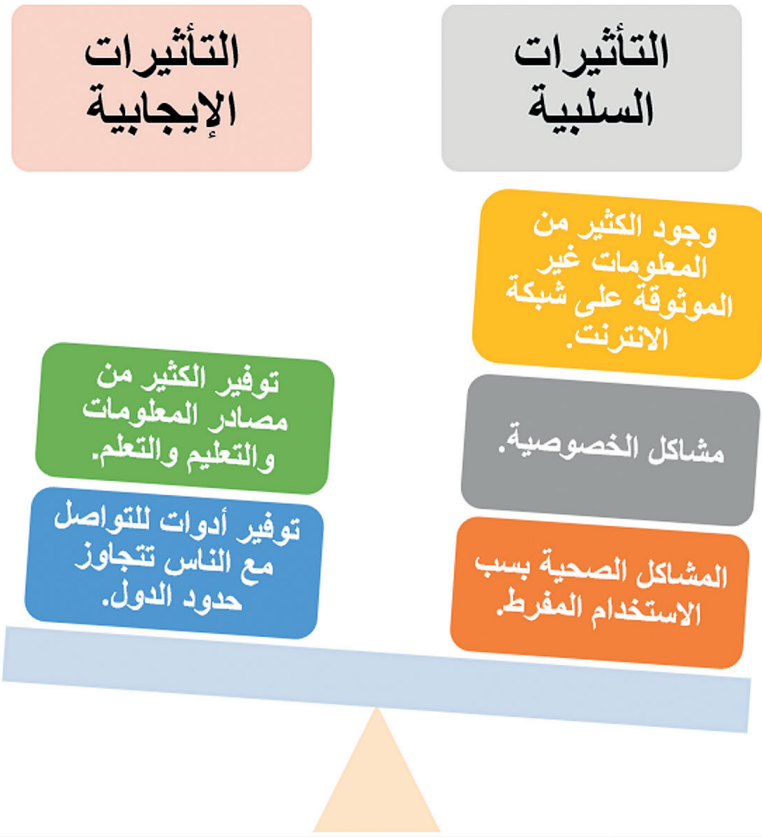 التأثيرات
السلبية
التأثيرات
الإيجابية
وجود الكثير من
المعلومات غير
الموثوقة على شبكة
الانترنت.
مشاكل الخصوصية.
المشاكل الصحية بسب
الاستخدام المفرط.
توفير الكثير من
مصادر المعلومات
والتعليم والتعلم.
توفير أدوات للتواصل
مع الناس تتجاوز
حدود الدول.